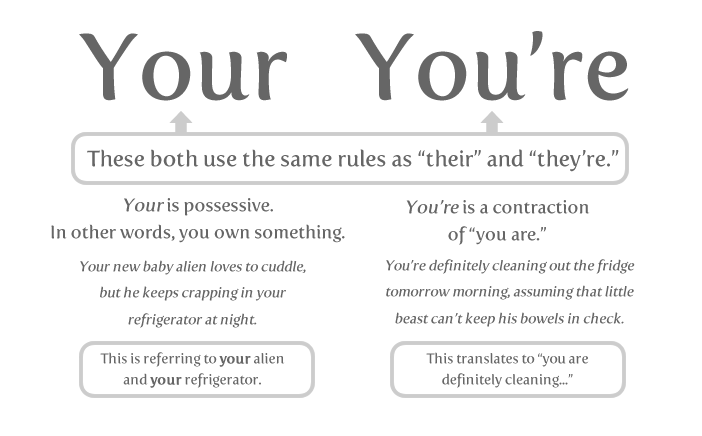 Your
You’re
These both use the same rules as “their” and “they’re.”
Your is possessive.
In other words, you own something.
Your new baby alien loves to cuddle,
but he keeps crapping in your
refrigerator at night.
This is referring to your alien
and your refrigerator.
You’re is a contraction
of “you are.”
You’re definitely cleaning out the fridge
tomorrow morning, assuming that little
beast can’t keep his bowels in check.
This translates to “you are
definitely cleaning...”